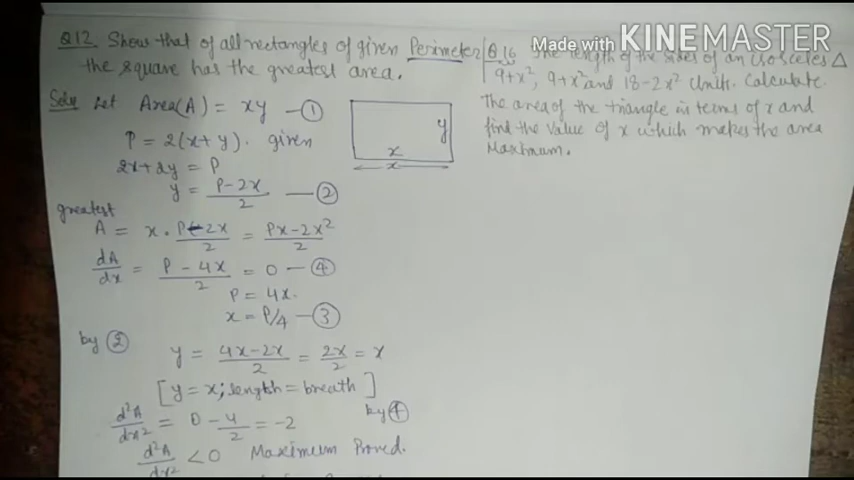 Made with KINEMASTER
Q12. Show that of all rectangles of given Perimeter
the square has the greatest area.
Soln Let Area(A) = xy —①
P = 2(x+y). given
2x+2y = P
y = P-2x/2 —②
greatest
A = x · P-2x/2 = Px-2x²/2
dA/dx = P-4x/2 = 0 —④
P = 4x.
x = P/4 —③
by ②
y = 4x-2x/2 = 2x/2 = x
[y = x; length = breath]
d²A/dx² = 0 - 4/2 = -2 by ④
d²A/dx² < 0 Maximum Proved.
y
x
x
Q16 The length of the sides of an isosceles △
9+x², 9+x² and 18-2x² Units. Calculate
The area of the triangle in terms of x and
find the value of x which makes the area
Maximum.